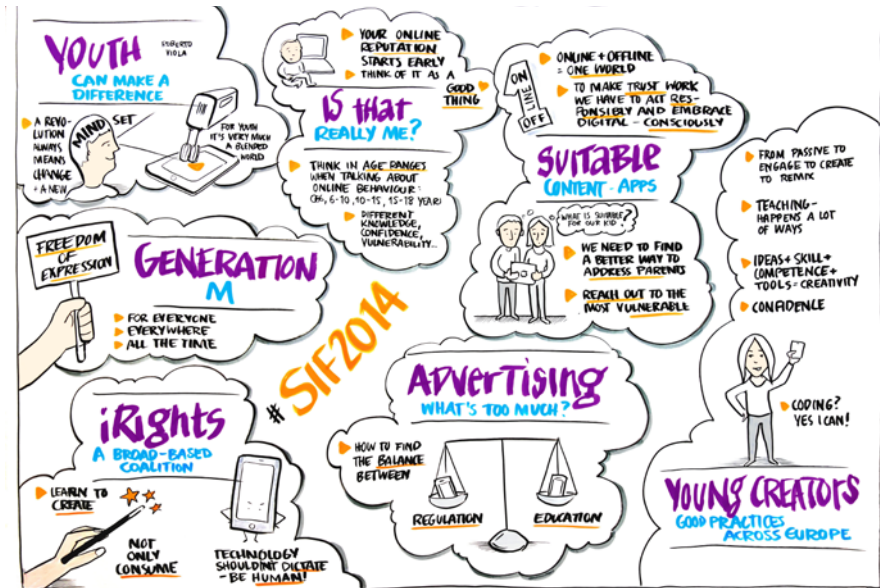 YOUTH
ROBERTO
VIOLA
CAN MAKE A
DIFFERENCE
A REVO-
LUTION
ALWAYS
MEANS
CHANGE
+ A NEW
MIND SET
FOR YOUTH
IT'S VERY MUCH
A BLENDED
WORLD
YOUR ONLINE
REPUTATION
STARTS EARLY
THINK OF IT AS A
GOOD
THING
IS THAT
REALLY ME?
THINK IN AGE RANGES
WHEN TALKING ABOUT
ONLINE BEHAVIOUR:
(<6, 6-10, 10-15, 15-18 YEAR)
DIFFERENT
KNOWLEDGE,
CONFIDENCE,
VULNERABILITY...
ON
OFF
LINE
ONLINE + OFFLINE
= ONE WORLD
TO MAKE TRUST WORK
WE HAVE TO ACT RES-
PONSIBLY AND EMBRACE
DIGITAL - CONSCIOUSLY
SUITABLE
CONTENT - APPS
WHAT IS SUITABLE
FOR OUR KID?
WE NEED TO FIND
A BETTER WAY TO
ADDRESS PARENTS
REACH OUT TO THE
MOST VULNERABLE
FROM PASSIVE TO
ENGAGE TO CREATE
TO REMIX
TEACHING-
HAPPENS A LOT
OF WAYS
IDEAS + SKILL +
COMPETENCE +
TOOLS = CREATIVITY
CONFIDENCE
CODING?
YES I CAN!
YOUNG CREATORS
GOOD PRACTICES
ACROSS EUROPE
FREEDOM
OF
EXPRESSION
GENERATION
M
FOR EVERYONE
EVERYWHERE
ALL THE TIME
#SIF2014
iRights
A BROAD-BASED
COALITION
LEARN TO
CREATE
NOT
ONLY
CONSUME
TECHNOLOGY
SHOULDN'T DICTATE
- BE HUMAN!
ADVERTISING
WHAT'S TOO MUCH?
HOW TO FIND
THE BALANCE
BETWEEN
REGULATION
EDUCATION